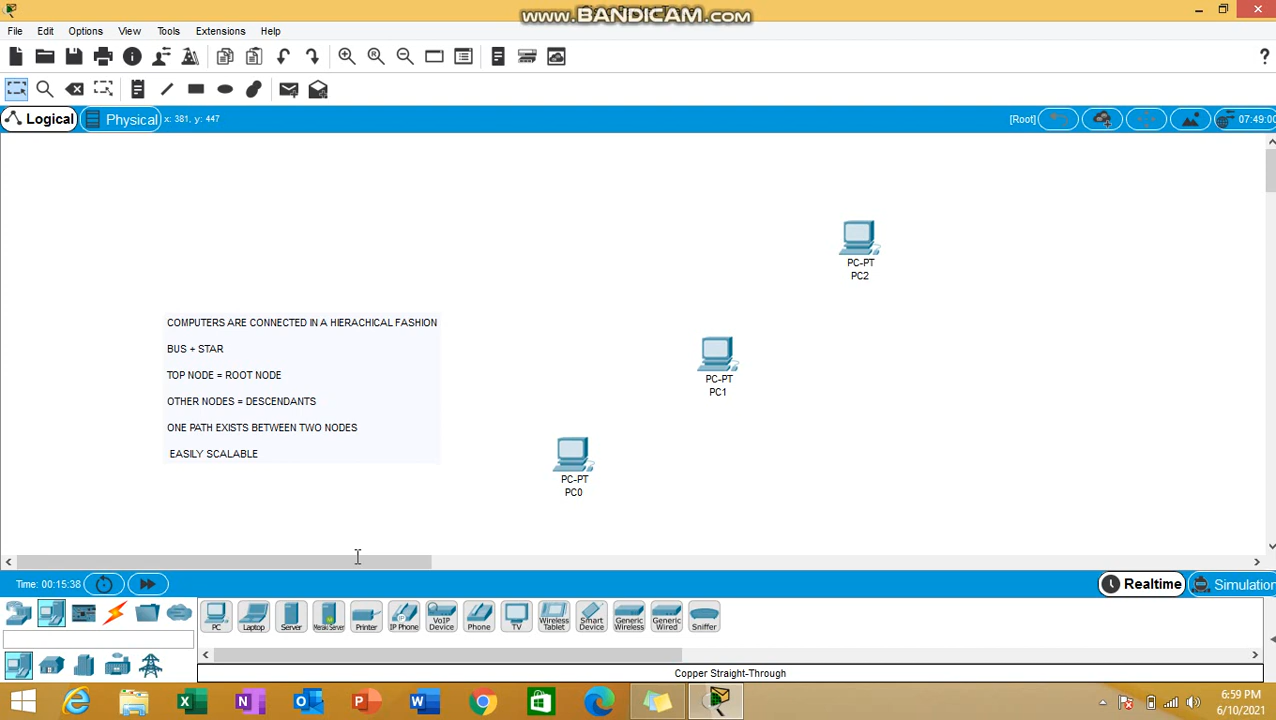 www.BANDICAM.com
File Edit Options View Tools Extensions Help
?
Logical Physical x: 381, y: 447 [Root] 07:49:00
PC-PT
PC2
COMPUTERS ARE CONNECTED IN A HIERACHICAL FASHION
BUS + STAR
TOP NODE = ROOT NODE
OTHER NODES = DESCENDANTS
ONE PATH EXISTS BETWEEN TWO NODES
EASILY SCALABLE
PC-PT
PC1
PC-PT
PC0
Time: 00:15:38 Realtime Simulation
PC Laptop Server Meraki Server Printer IP Phone VoIP Device Phone TV Wireless Tablet Smart Device Generic Wireless Generic Wired Sniffer
Copper Straight-Through
6:59 PM
6/10/2021